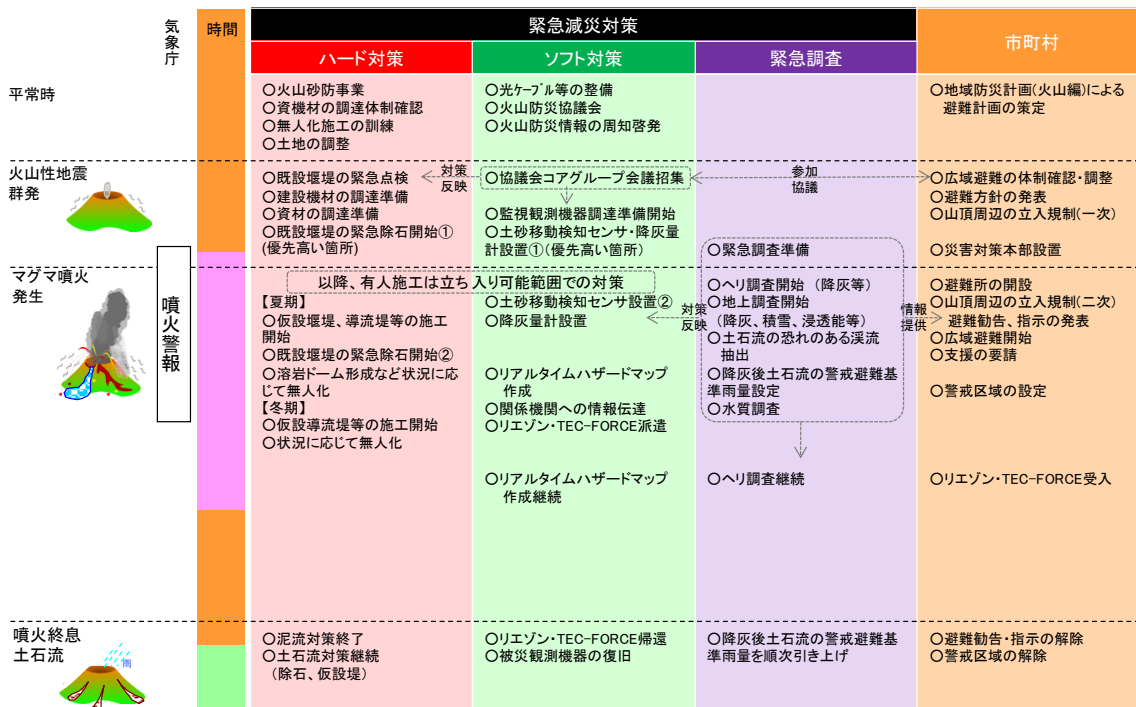 気象庁
時間
緊急減災対策
市町村
ハード対策
ソフト対策
緊急調査
平常時
○火山砂防事業
○資機材の調達体制確認
○無人化施工の訓練
○土地の調整
○光ｹｰﾌﾞﾙ等の整備
○火山防災協議会
○火山防災情報の周知啓発
○地域防災計画(火山編)による
避難計画の策定
火山性地震
群発
○既設堰堤の緊急点検
○建設機材の調達準備
○資材の調達準備
○既設堰堤の緊急除石開始①
(優先高い箇所)
対策
反映
○協議会コアグループ会議招集
○監視観測機器調達準備開始
○土砂移動検知センサ・降灰量
計設置①(優先高い箇所)
参加
協議
○緊急調査準備
○広域避難の体制確認・調整
○避難方針の発表
○山頂周辺の立入規制(一次)
○災害対策本部設置
マグマ噴火
発生
噴火警報
以降、有人施工は立ち入り可能範囲での対策
【夏期】
○仮設堰堤、導流堤等の施工
開始
○既設堰堤の緊急除石開始②
○溶岩ドーム形成など状況に応
じて無人化
【冬期】
○仮設導流堤等の施工開始
○状況に応じて無人化
○土砂移動検知センサ設置②
○降灰量計設置
○リアルタイムハザードマップ
作成
○関係機関への情報伝達
○リエゾン・TEC-FORCE派遣
○リアルタイムハザードマップ
作成継続
対策
反映
○ヘリ調査開始 (降灰等)
○地上調査開始
(降灰、積雪、浸透能等)
○土石流の恐れのある渓流
抽出
○降灰後土石流の警戒避難基
準雨量設定
○水質調査
○ヘリ調査継続
情報
提供
○避難所の開設
○山頂周辺の立入規制(二次)
避難勧告、指示の発表
○広域避難開始
○支援の要請
○警戒区域の設定
○リエゾン・TEC-FORCE受入
噴火終息
土石流
雨
○泥流対策終了
○土石流対策継続
(除石、仮設堤)
○リエゾン・TEC-FORCE帰還
○被災観測機器の復旧
○降灰後土石流の警戒避難基
準雨量を順次引き上げ
○避難勧告・指示の解除
○警戒区域の解除